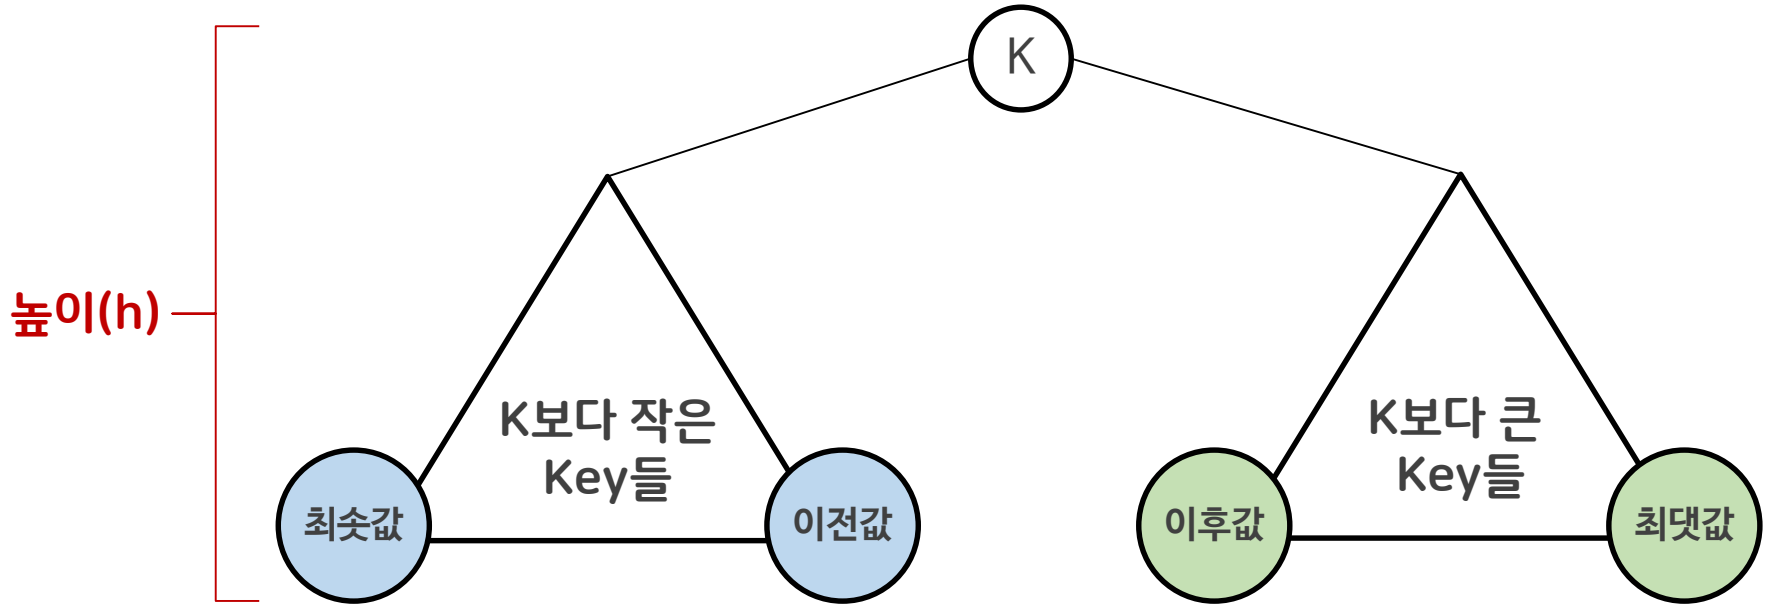 K
높이(h)
K보다 작은
Key들
K보다 큰
Key들
최솟값
이전값
이후값
최댓값